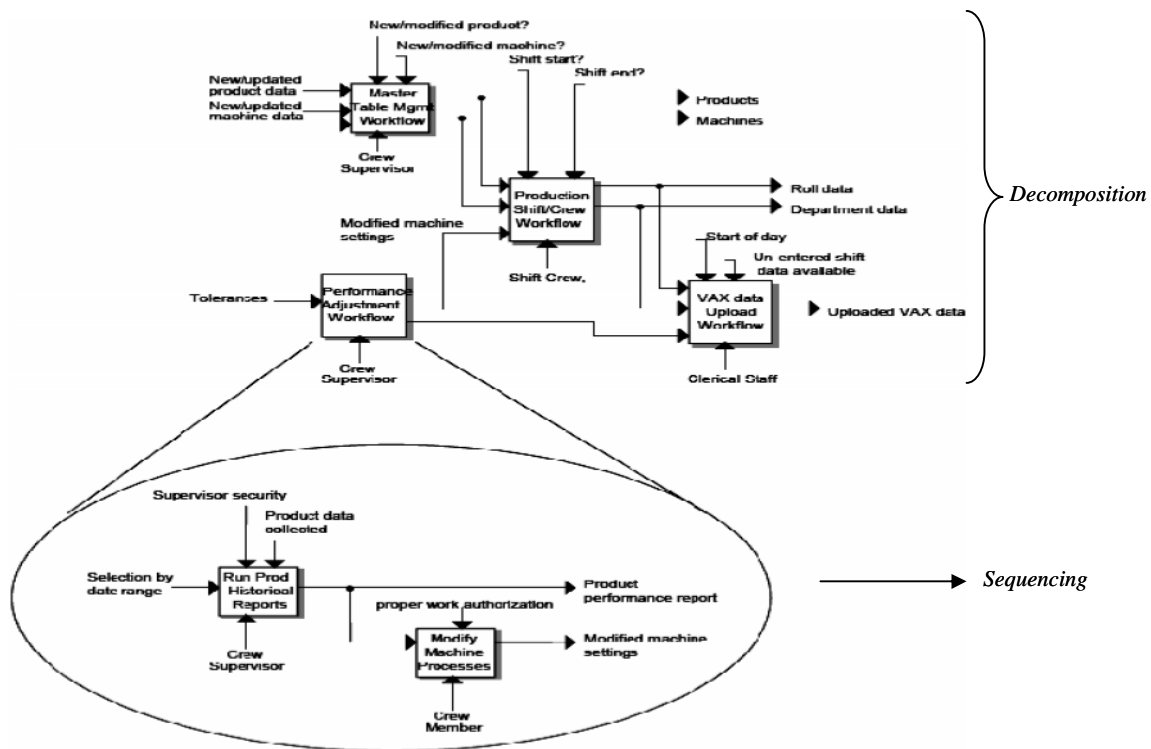 New/modified product?
New/modified machine?
Shift start?
Shift end?
New/updated
product data
New/updated
machine data
Master
Table Mgmt
Workflow
Crew
Supervisor
Products
Machines
Production
Shift/Crew
Workflow
Roll data
Department data
Modified machine
settings
Shift Crew,
Start of day
Un-entered shift
data available
Tolerances
Performance
Adjustment
Workflow
VAX data
Upload
Workflow
Uploaded VAX data
Crew
Supervisor
Clerical Staff
Decomposition
Supervisor security
Product data
collected
Selection by
date range
Run Prod
Historical
Reports
Product
performance report
proper work authorization
Modify
Machine
Processes
Modified machine
settings
Crew
Supervisor
Crew
Member
Sequencing